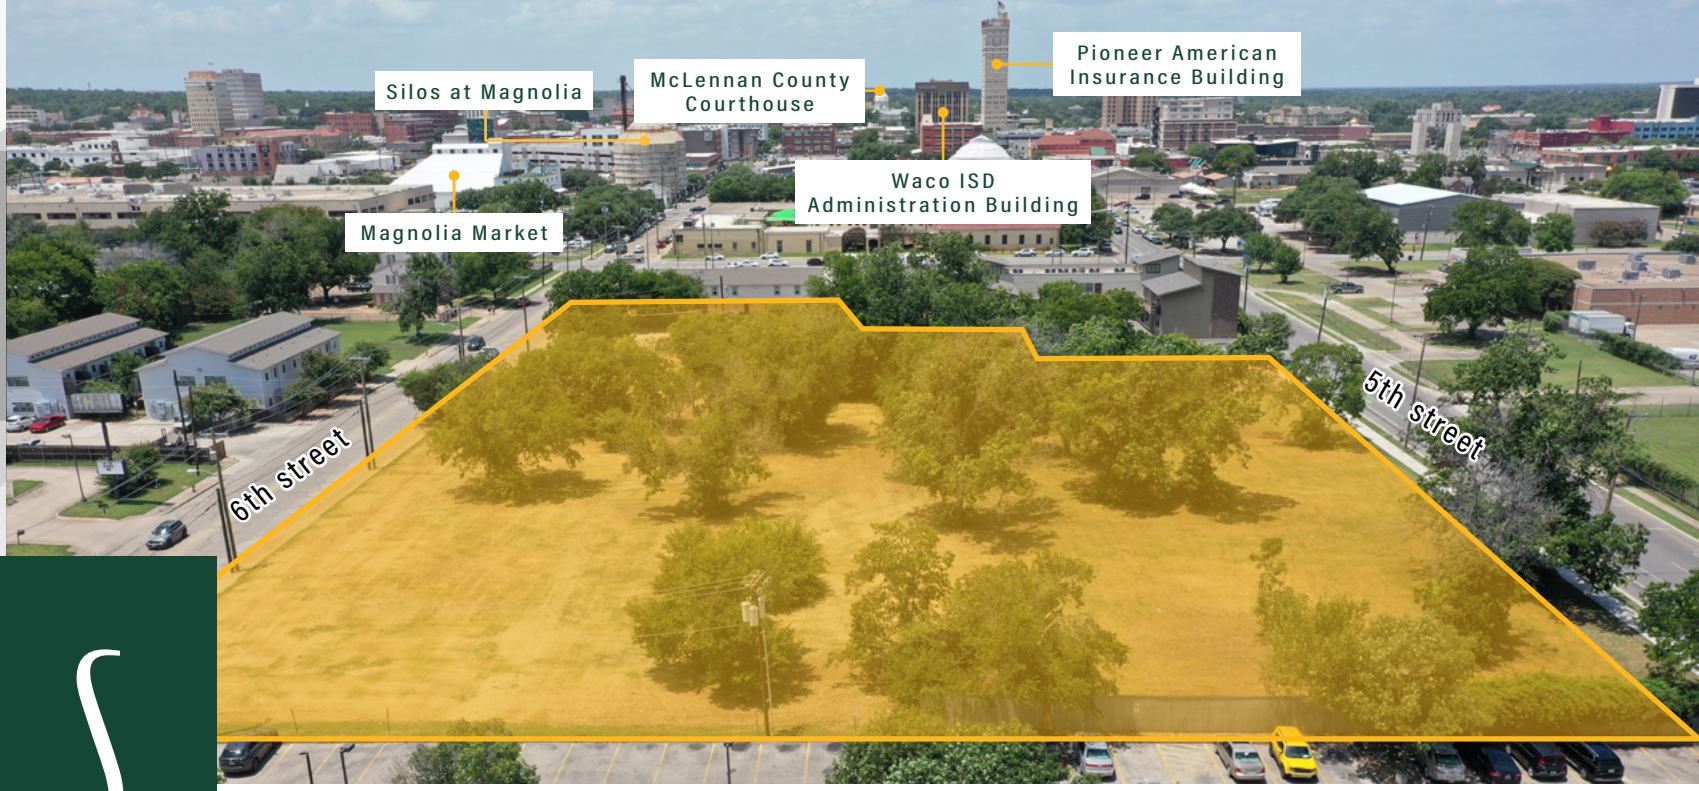 Pioneer American
Insurance Building
McLennan County
Courthouse
Silos at Magnolia
Waco ISD
Administration Building
Magnolia Market
5th street
6th street